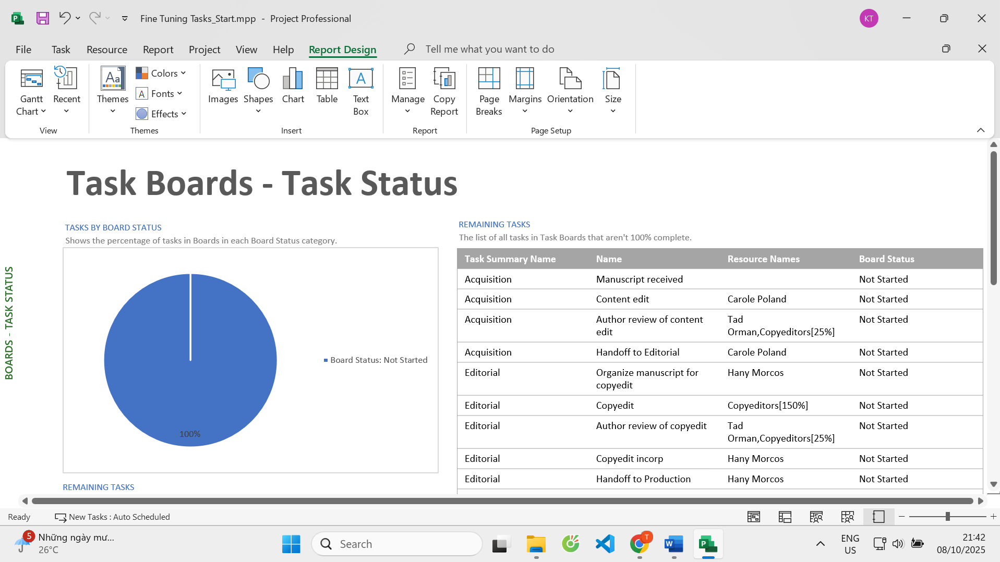 Fine Tuning Tasks_Start.mpp - Project Professional
KT
File Task Resource Report Project View Help Report Design Tell me what you want to do
Gantt Chart
Recent
Themes
Colors
Fonts
Effects
Images
Shapes
Chart
Table
Text Box
Manage
Copy Report
Page Breaks
Margins
Orientation
Size
View Themes Insert Report Page Setup
Task Boards - Task Status
BOARDS - TASK STATUS
TASKS BY BOARD STATUS
Shows the percentage of tasks in Boards in each Board Status category.
100%
Board Status: Not Started
REMAINING TASKS
REMAINING TASKS
The list of all tasks in Task Boards that aren't 100% complete.
Task Summary Name Name Resource Names Board Status
Acquisition Manuscript received Not Started
Acquisition Content edit Carole Poland Not Started
Acquisition Author review of content edit Tad Orman,Copyeditors[25%] Not Started
Acquisition Handoff to Editorial Carole Poland Not Started
Editorial Organize manuscript for copyedit Hany Morcos Not Started
Editorial Copyedit Copyeditors[150%] Not Started
Editorial Author review of copyedit Tad Orman,Copyeditors[25%] Not Started
Editorial Copyedit incorp Hany Morcos Not Started
Editorial Handoff to Production Hany Morcos Not Started
Ready New Tasks : Auto Scheduled
5
Những ngày mư...
26°C
Search
T
ENG
US
21:42
08/10/2025